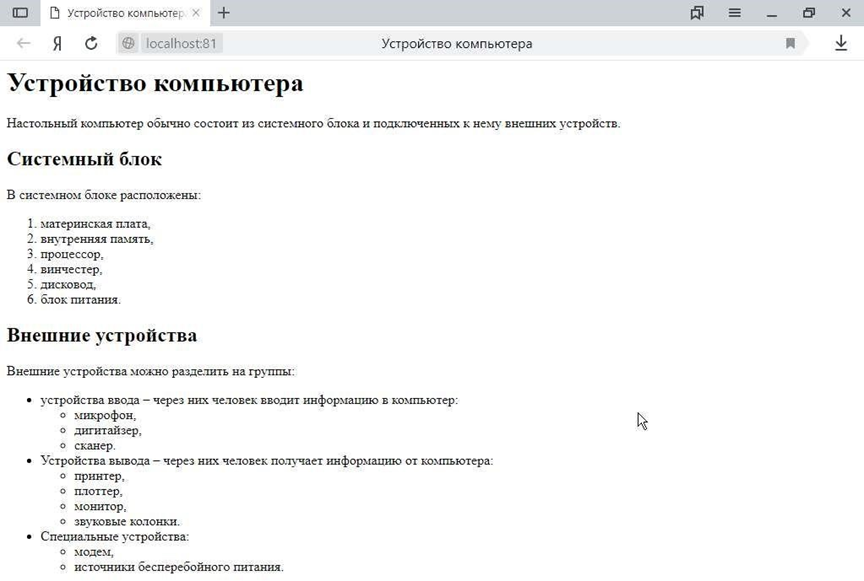 Устройство компьютер
Я
localhost:81
Устройство компьютера
Устройство компьютера
Настольный компьютер обычно состоит из системного блока и подключенных к нему внешних устройств.
Системный блок
В системном блоке расположены:
1. материнская плата,
2. внутренняя память,
3. процессор,
4. винчестер,
5. дисковод,
6. блок питания.
Внешние устройства
Внешние устройства можно разделить на группы:
устройства ввода – через них человек вводит информацию в компьютер:
микрофон,
дигитайзер,
сканер.
Устройства вывода – через них человек получает информацию от компьютера:
принтер,
плоттер,
монитор,
звуковые колонки.
Специальные устройства:
модем,
источники бесперебойного питания.